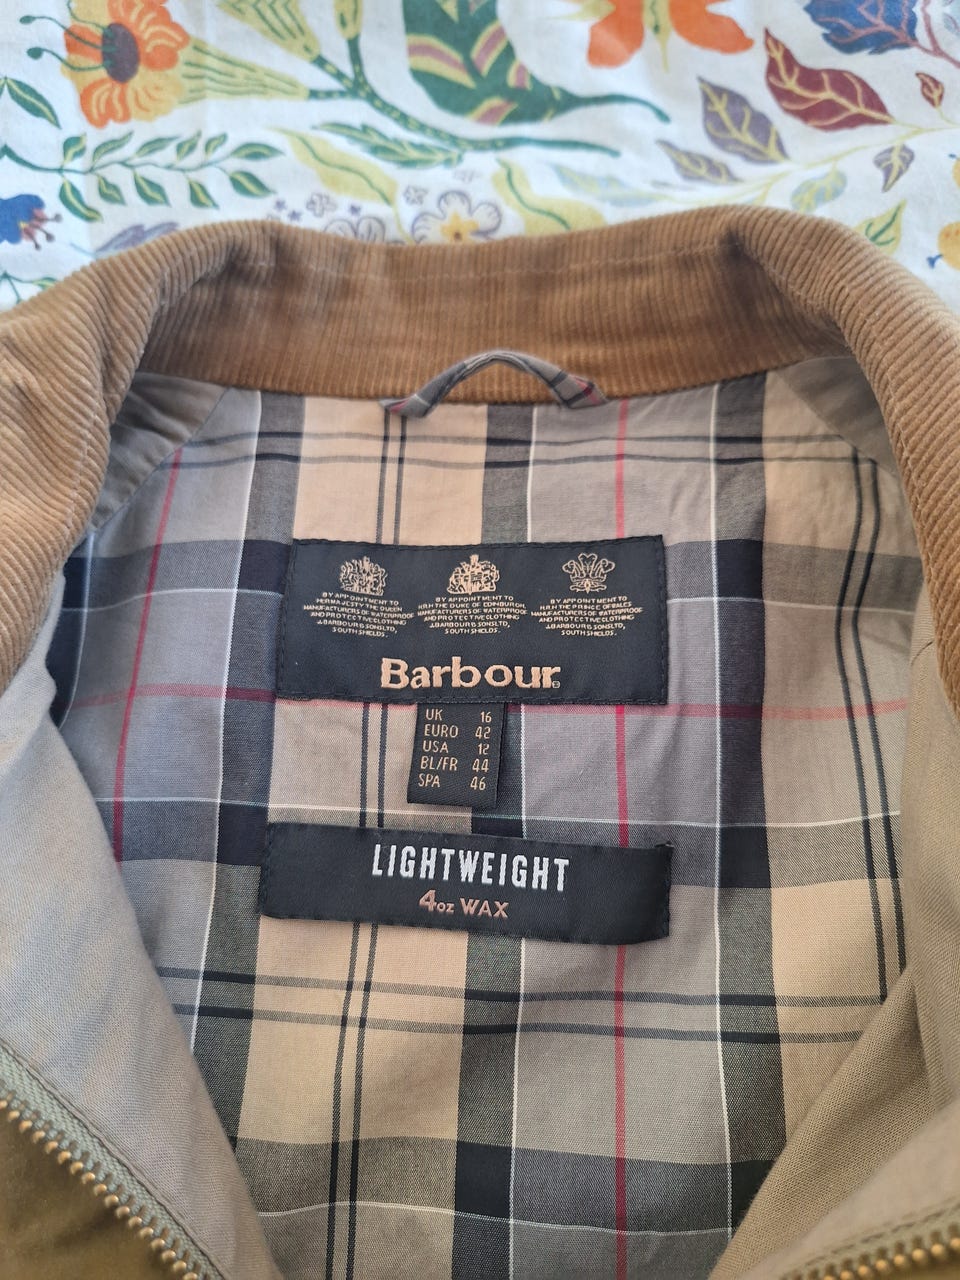 BY APPOINTMENT TO
HER MAJESTY THE QUEEN
MANUFACTURERS OF WATERPROOF
AND PROTECTIVE CLOTHING
J.BARBOUR & SONS LTD,
SOUTH SHIELDS.
BY APPOINTMENT TO
H.R.H THE DUKE OF EDINBURGH,
MANUFACTURERS OF WATERPROOF
AND PROTECTIVE CLOTHING
J.BARBOUR & SONS LTD,
SOUTH SHIELDS.
BY APPOINTMENT TO
H.R.H THE PRINCE OF WALES
MANUFACTURERS OF WATERPROOF
AND PROTECTIVE CLOTHING
J.BARBOUR & SONS LTD,
SOUTH SHIELDS.
Barbour®
UK 16
EURO 42
USA 12
BL/FR 44
SPA 46
LIGHTWEIGHT
4oz WAX